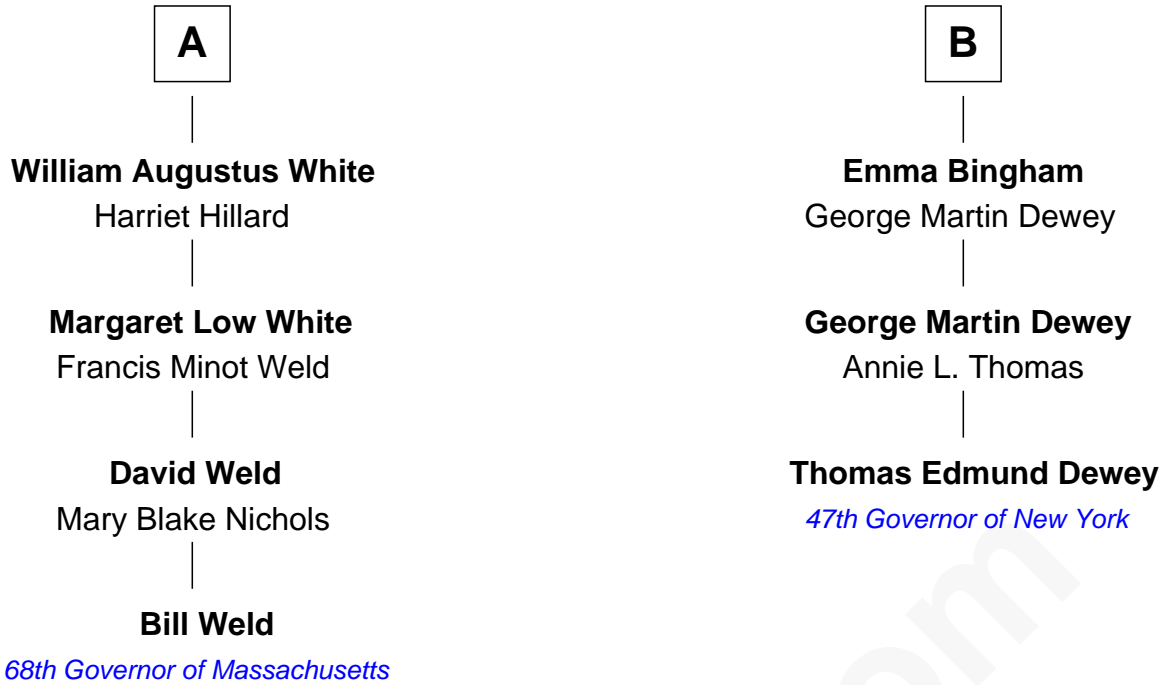 A
William Augustus White
Harriet Hillard
Margaret Low White
Francis Minot Weld
David Weld
Mary Blake Nichols
Bill Weld
68th Governor of Massachusetts
B
Emma Bingham
George Martin Dewey
George Martin Dewey
Annie L. Thomas
Thomas Edmund Dewey
47th Governor of New York
om